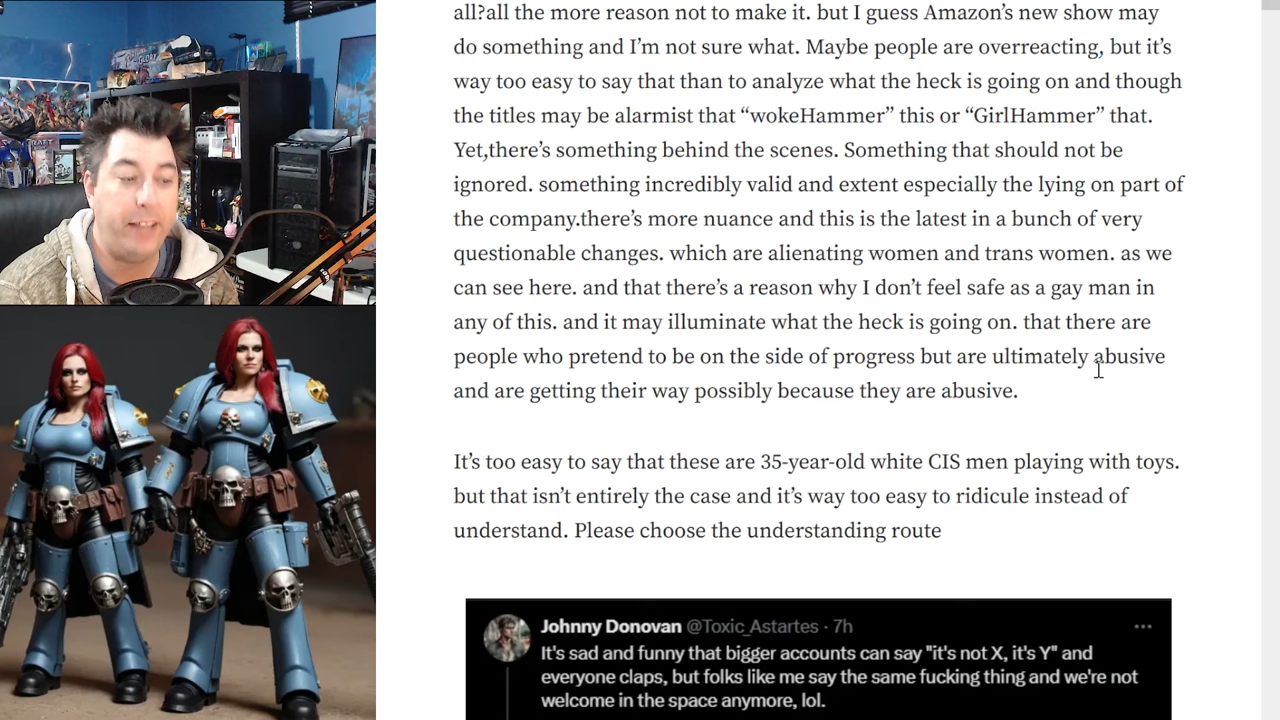 all?all the more reason not to make it. but I guess Amazon’s new show may
do something and I’m not sure what. Maybe people are overreacting, but it’s
way too easy to say that than to analyze what the heck is going on and though
the titles may be alarmist that “wokeHammer” this or “GirlHammer” that.
Yet,there’s something behind the scenes. Something that should not be
ignored. something incredibly valid and extent especially the lying on part of
the company.there’s more nuance and this is the latest in a bunch of very
questionable changes. which are alienating women and trans women. as we
can see here. and that there’s a reason why I don’t feel safe as a gay man in
any of this. and it may illuminate what the heck is going on. that there are
people who pretend to be on the side of progress but are ultimately abusive
and are getting their way possibly because they are abusive.
It’s too easy to say that these are 35-year-old white CIS men playing with toys.
but that isn’t entirely the case and it’s way too easy to ridicule instead of
understand. Please choose the understanding route
Johnny Donovan @Toxic_Astartes · 7h
It's sad and funny that bigger accounts can say "it's not X, it's Y" and
everyone claps, but folks like me say the same fucking thing and we're not
welcome in the space anymore, lol.